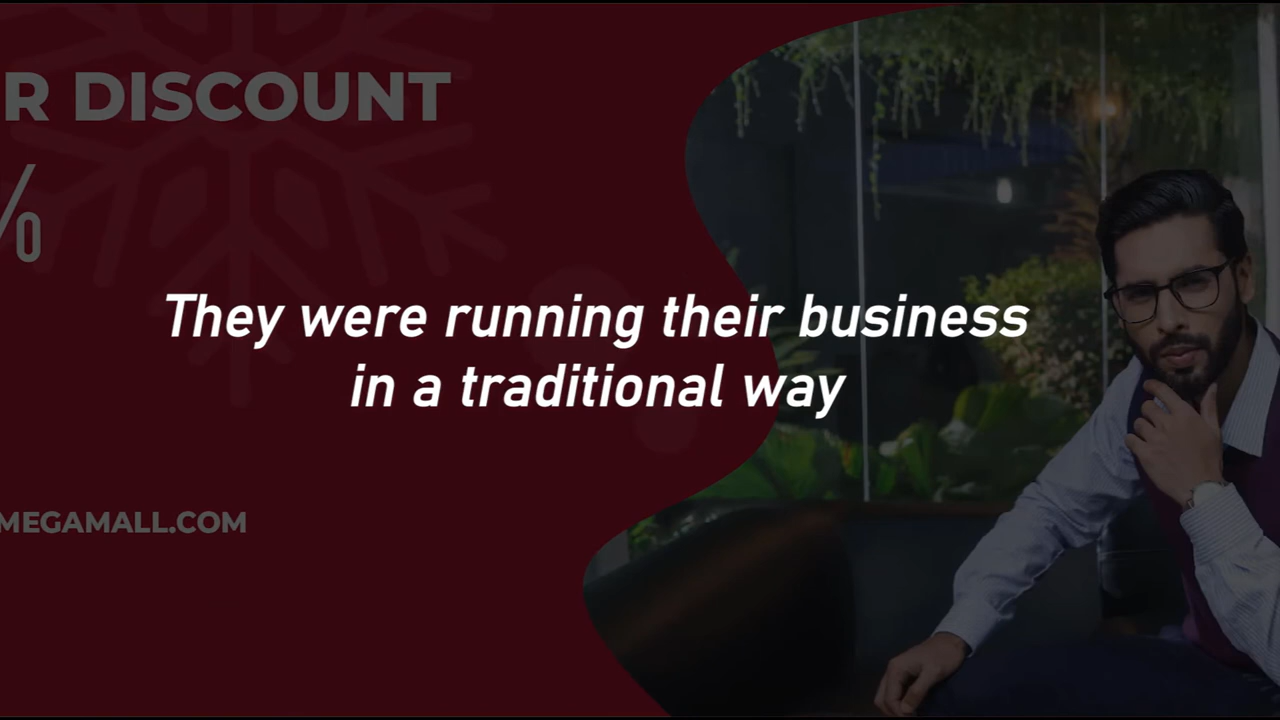 R DISCOUNT
%
They were running their business
in a traditional way
MEGAMALL.COM